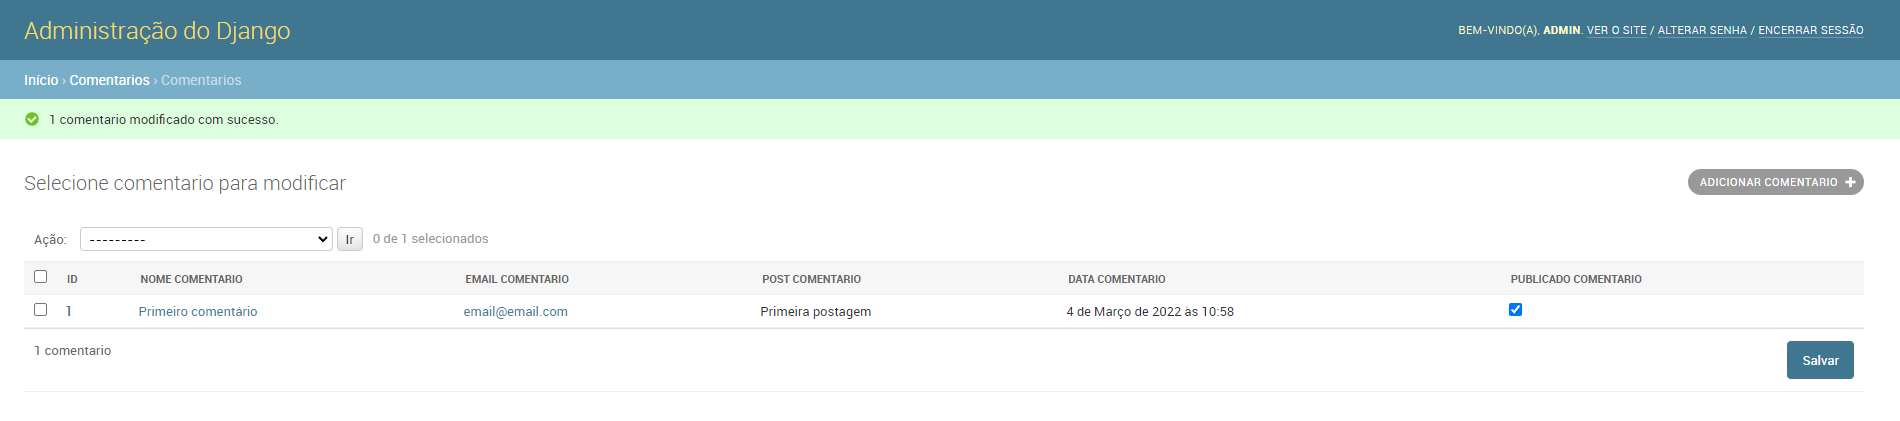 Administração do Django
BEM-VINDO(A), ADMIN. VER O SITE / ALTERAR SENHA / ENCERRAR SESSÃO
Início › Comentarios › Comentarios
1 comentario modificado com sucesso.
Selecione comentario para modificar
ADICIONAR COMENTARIO +
Ação: --------- Ir 0 de 1 selecionados
ID NOME COMENTARIO EMAIL COMENTARIO POST COMENTARIO DATA COMENTARIO PUBLICADO COMENTARIO
1 Primeiro comentário email@email.com Primeira postagem 4 de Março de 2022 às 10:58
1 comentario
Salvar